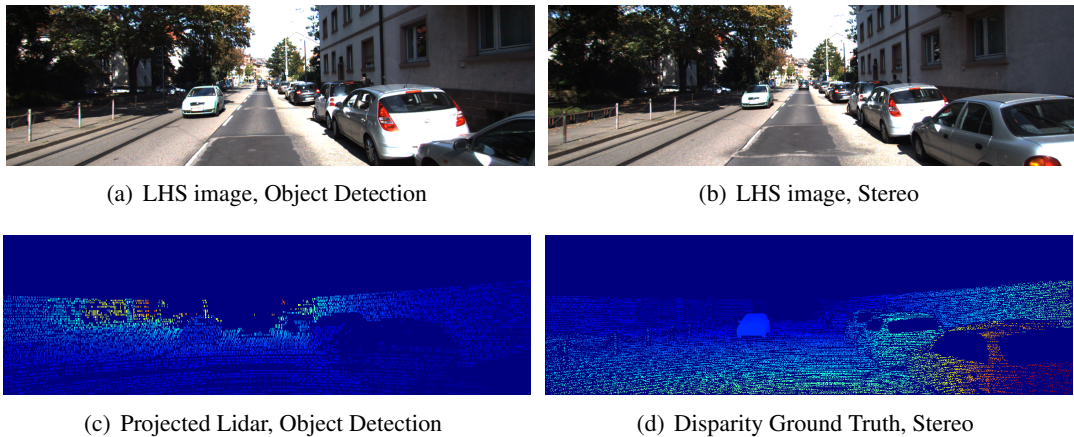 (a) LHS image, Object Detection
(b) LHS image, Stereo
(c) Projected Lidar, Object Detection
(d) Disparity Ground Truth, Stereo